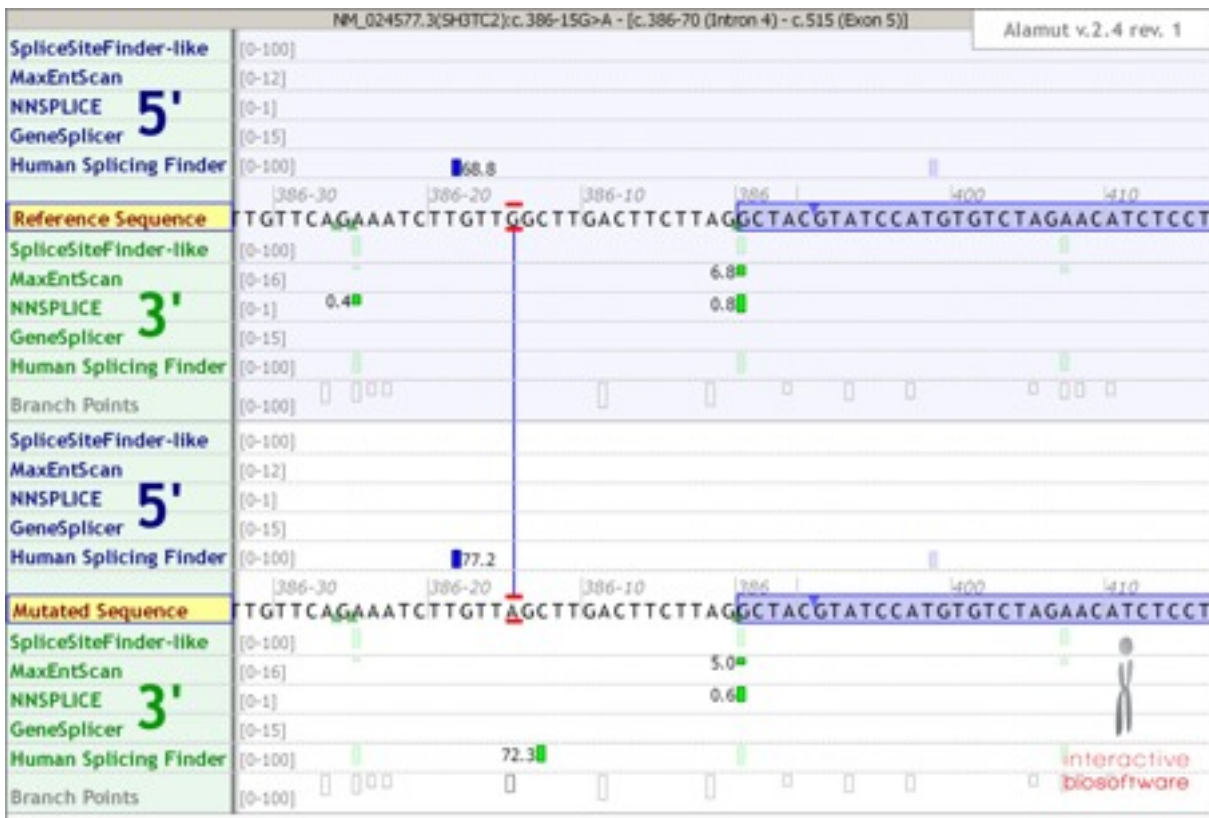 NM_024577.3(SH3TC2):c.386-15G>A - [c.386-70 (Intron 4) - c.515 (Exon 5)]
Alamut v.2.4 rev. 1
SpliceSiteFinder-like [0-100]
MaxEntScan [0-12]
NNSPLICE [0-1]
5'
GeneSplicer [0-15]
Human Splicing Finder [0-100] 68.8
386-30 386-20 386-10 386 400 410
Reference Sequence TTGTTCAGAAATCTTGTTGGCTTGACTTCTTAGGCTACGTATCCATGTGTCTAGAACATCTCCT
SpliceSiteFinder-like [0-100]
MaxEntScan [0-16] 6.8
NNSPLICE [0-1] 0.4 0.8
3'
GeneSplicer [0-15]
Human Splicing Finder [0-100]
Branch Points [0-100]
SpliceSiteFinder-like [0-100]
MaxEntScan [0-12]
NNSPLICE [0-1]
5'
GeneSplicer [0-15]
Human Splicing Finder [0-100] 77.2
386-30 386-20 386-10 386 400 410
Mutated Sequence TTGTTCAGAAATCTTGTTAGCTTGACTTCTTAGGCTACGTATCCATGTGTCTAGAACATCTCCT
SpliceSiteFinder-like [0-100]
MaxEntScan [0-16] 5.0
NNSPLICE [0-1] 0.6
3'
GeneSplicer [0-15]
Human Splicing Finder [0-100] 72.3
Branch Points [0-100]
interactive
biosoftware